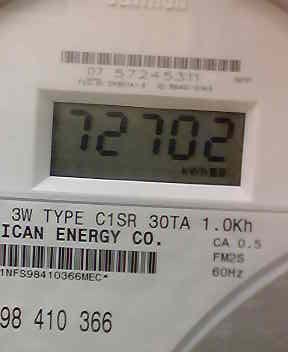 07 57245311
72702
3W TYPE C1SR 30TA 1.0Kh
ICAN ENERGY CO.
CA 0.5
FM2S
60Hz
1NFS98410366MEC*
98 410 366